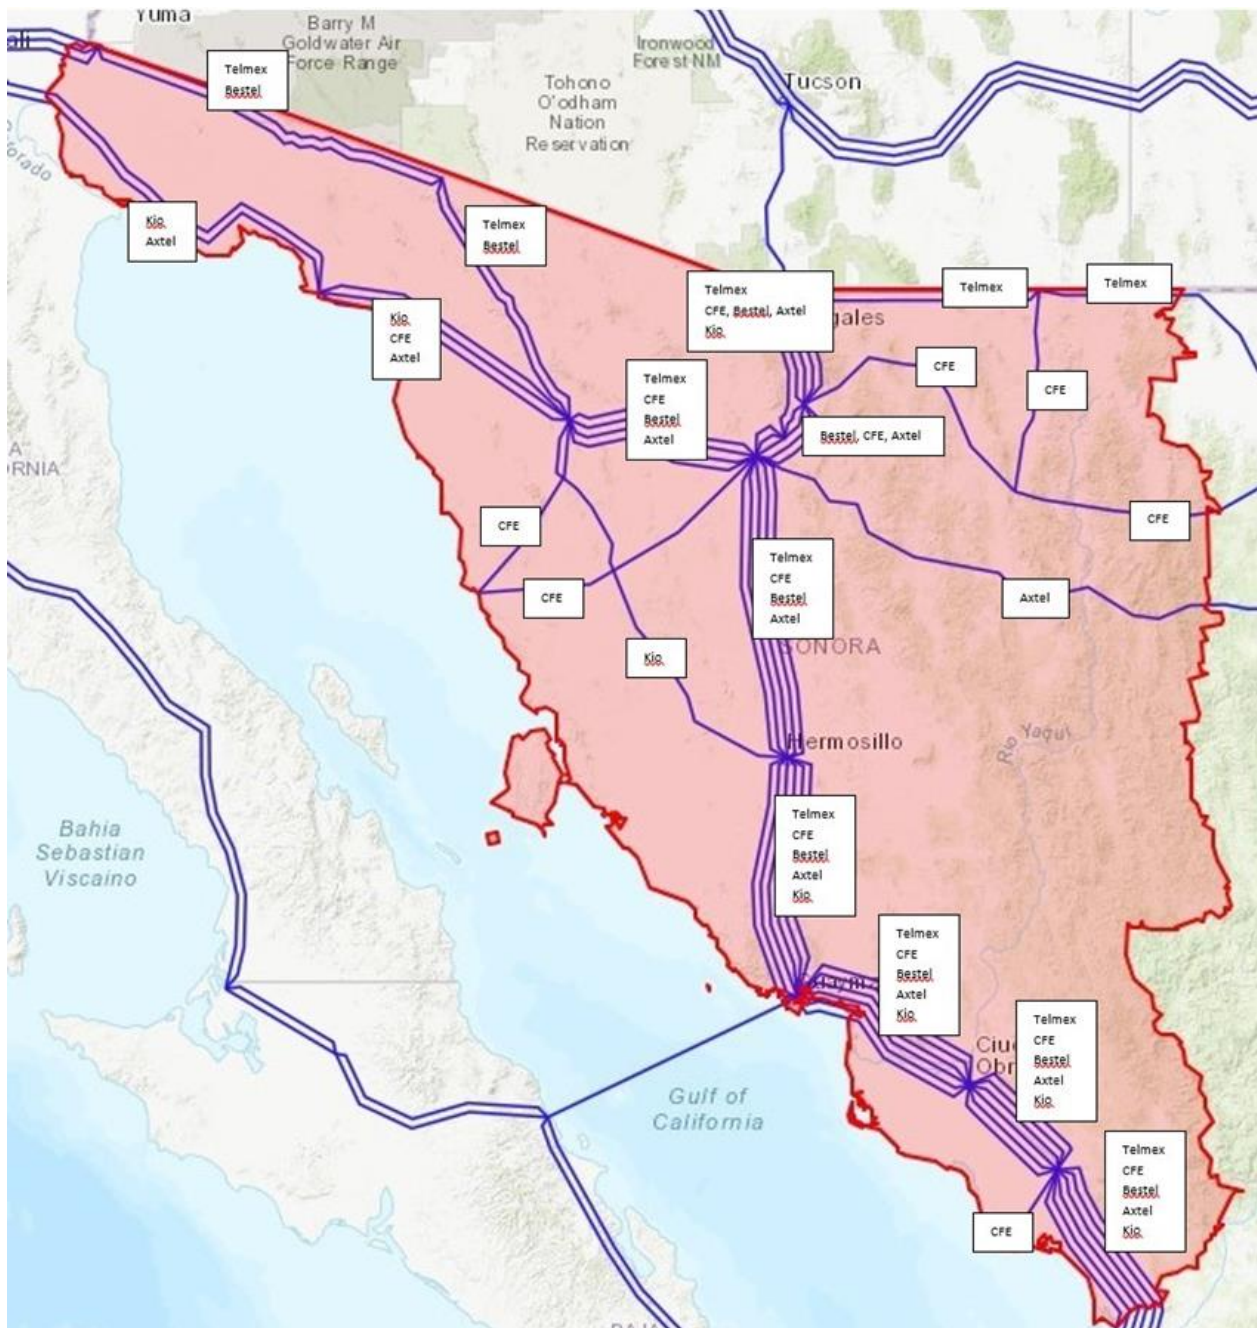 Yuma
Barry M
Goldwater Air
Force Range
Ironwood
Forest NM
Tucson
Tohono
O'odham
Nation
Reservation
ali
Telmex
Bestel
Kio
Axtel
Telmex
Bestel
Telmex
CFE, Bestel, Axtel
Kio
gales
Telmex
Telmex
Kio
CFE
Axtel
Telmex
CFE
Bestel
Axtel
CFE
CFE
Bestel, CFE, Axtel
A
ORNIA
CFE
CFE
CFE
Telmex
CFE
Bestel
Axtel
Axtel
Kio
SONORA
Rio Yaqui
Hermosillo
Telmex
CFE
Bestel
Axtel
Kio
Bahia
Sebastian
Viscaino
Telmex
CFE
Bestel
Axtel
Kio
Telmex
CFE
Bestel
Axtel
Kio
Ciu
Obr
Gulf of
California
Telmex
CFE
Bestel
Axtel
Kio
CFE